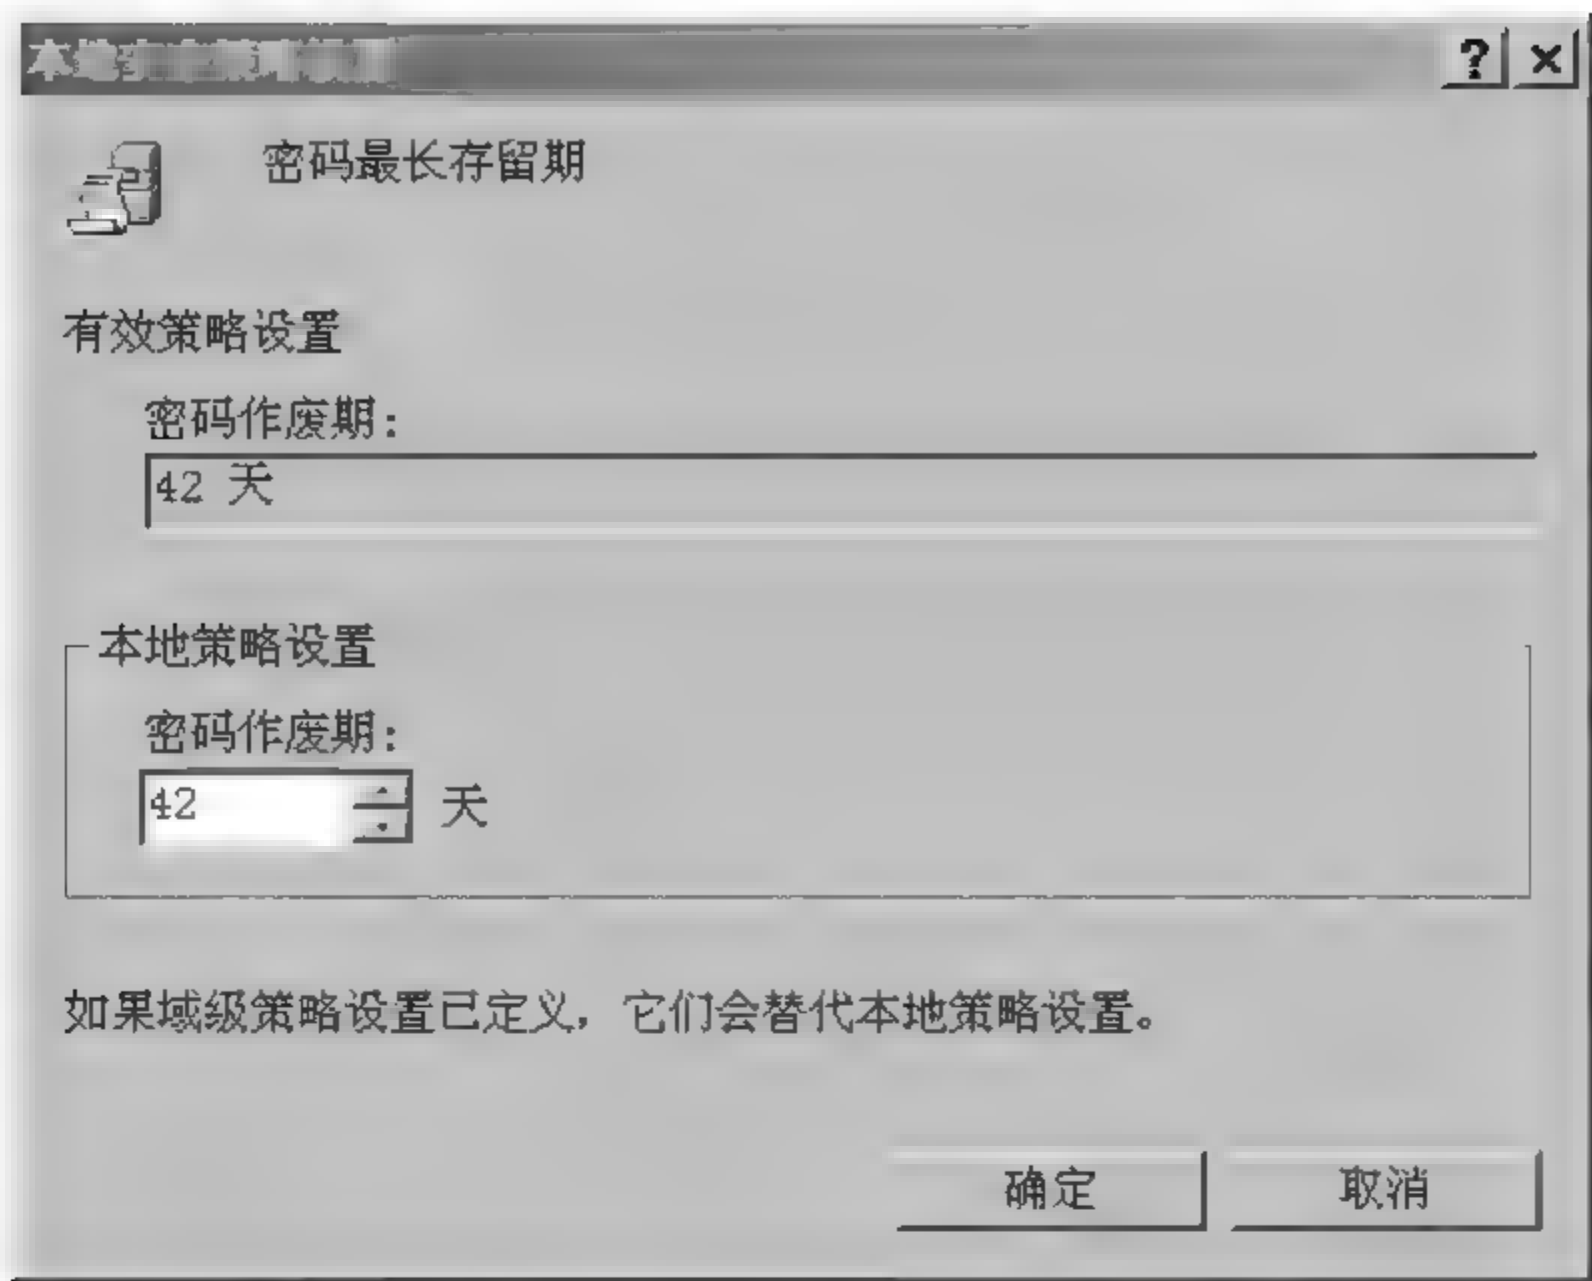 本地
密码最长存留期
有效策略设置
密码作废期:
42 天
本地策略设置
密码作废期:
42 天
如果域级策略设置已定义，它们会替代本地策略设置。
确定 取消